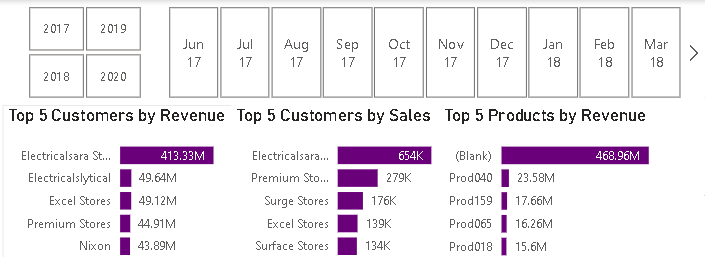 2017 2019
2018 2020
Jun 17
Jul 17
Aug 17
Sep 17
Oct 17
Nov 17
Dec 17
Jan 18
Feb 18
Mar 18
Top 5 Customers by Revenue
Electricalsara St... 413.33M
Electricalslytical 49.64M
Excel Stores 49.12M
Premium Stores 44.91M
Nixon 43.89M
Top 5 Customers by Sales
Electricalsara... 654K
Premium Sto... 279K
Surge Stores 176K
Excel Stores 139K
Surface Stores 134K
Top 5 Products by Revenue
(Blank) 468.96M
Prod040 23.58M
Prod159 17.66M
Prod065 16.26M
Prod018 15.6M